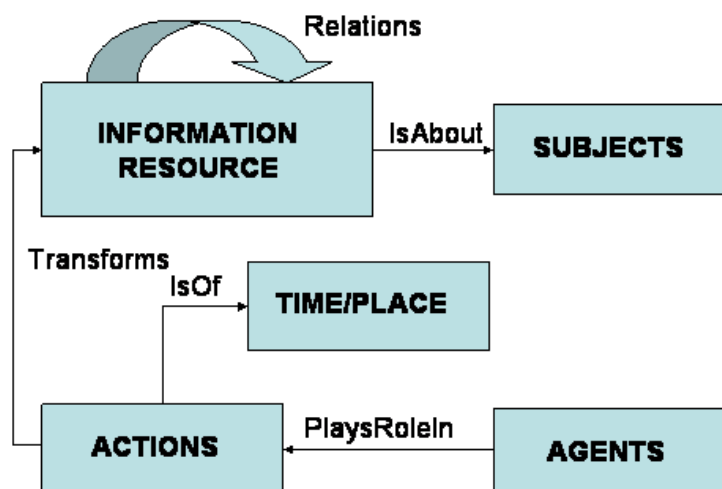 Relations
INFORMATION
RESOURCE
IsAbout
SUBJECTS
Transforms
IsOf
TIME/PLACE
ACTIONS
PlaysRoleIn
AGENTS